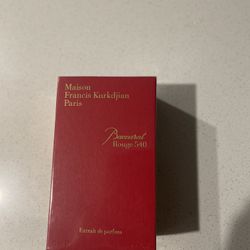 Maison
Francis Kurkdjian
Paris
Baccarat
Rouge 540
Extrait de parfum